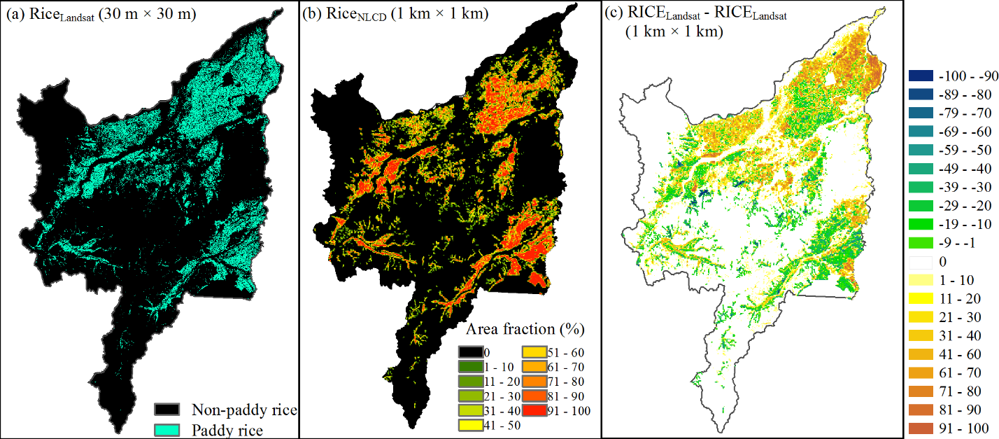 (a) RiceLandsat (30 m × 30 m)
Non-paddy rice
Paddy rice
(b) RiceNLCD (1 km × 1 km)
Area fraction (%)
0
1 - 10
11 - 20
21 - 30
31 - 40
41 - 50
51 - 60
61 - 70
71 - 80
81 - 90
91 - 100
(c) RICELandsat - RICELandsat
(1 km × 1 km)
-100 - -90
-89 - -80
-79 - -70
-69 - -60
-59 - -50
-49 - -40
-39 - -30
-29 - -20
-19 - -10
-9 - -1
0
1 - 10
11 - 20
21 - 30
31 - 40
41 - 60
61 - 70
71 - 80
81 - 90
91 - 100